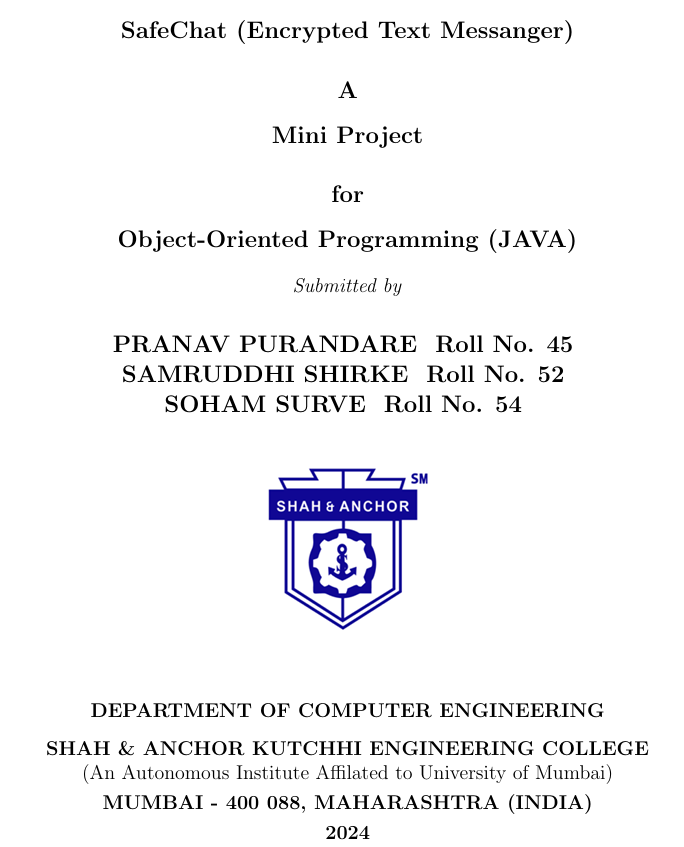 SafeChat (Encrypted Text Messanger)
A
Mini Project
for
Object-Oriented Programming (JAVA)
Submitted by
PRANAV PURANDARE Roll No. 45
SAMRUDDHI SHIRKE Roll No. 52
SOHAM SURVE Roll No. 54
SM
SHAH & ANCHOR
DEPARTMENT OF COMPUTER ENGINEERING
SHAH & ANCHOR KUTCHHI ENGINEERING COLLEGE
(An Autonomous Institute Affilated to University of Mumbai)
MUMBAI - 400 088, MAHARASHTRA (INDIA)
2024